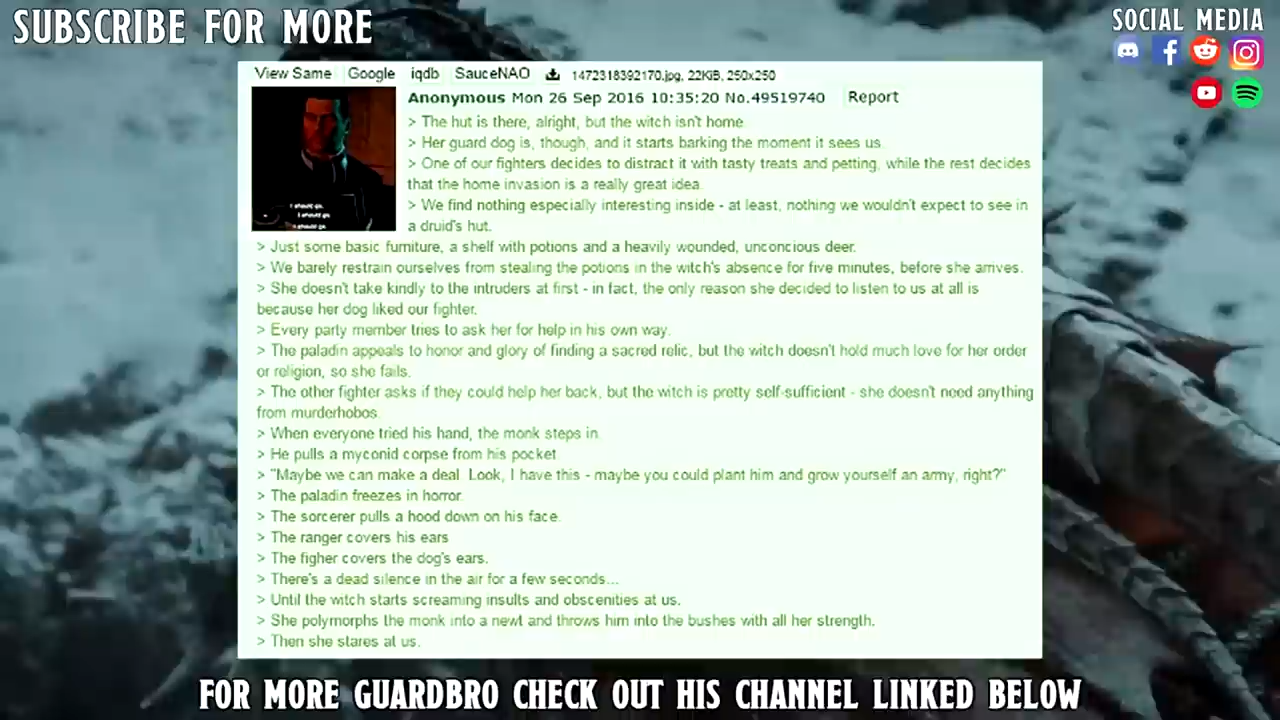 SUBSCRIBE FOR MORE
SOCIAL MEDIA
View Same Google iqdb SauceNAO 1472318392170.jpg, 22KiB, 250x250
Anonymous Mon 26 Sep 2016 10:35:20 No.49519740 Report
> The hut is there, alright, but the witch isn't home.
> Her guard dog is, though, and it starts barking the moment it sees us.
> One of our fighters decides to distract it with tasty treats and petting, while the rest decides
that the home invasion is a really great idea.
> We find nothing especially interesting inside - at least, nothing we wouldn't expect to see in
a druid's hut.
I should go.
I should go.
I should go.
> Just some basic furniture, a shelf with potions and a heavily wounded, unconcious deer.
> We barely restrain ourselves from stealing the potions in the witch's absence for five minutes, before she arrives.
> She doesn't take kindly to the intruders at first - in fact, the only reason she decided to listen to us at all is
because her dog liked our fighter.
> Every party member tries to ask her for help in his own way.
> The paladin appeals to honor and glory of finding a sacred relic, but the witch doesn't hold much love for her order
or religion, so she fails.
> The other fighter asks if they could help her back, but the witch is pretty self-sufficient - she doesn't need anything
from murderhobos.
> When everyone tried his hand, the monk steps in.
> He pulls a myconid corpse from his pocket
> "Maybe we can make a deal. Look, I have this - maybe you could plant him and grow yourself an army, right?"
> The paladin freezes in horror.
> The sorcerer pulls a hood down on his face.
> The ranger covers his ears
> The figher covers the dog's ears.
> There's a dead silence in the air for a few seconds...
> Until the witch starts screaming insults and obscenities at us.
> She polymorphs the monk into a newt and throws him into the bushes with all her strength.
> Then she stares at us.
FOR MORE GUARDBRO CHECK OUT HIS CHANNEL LINKED BELOW